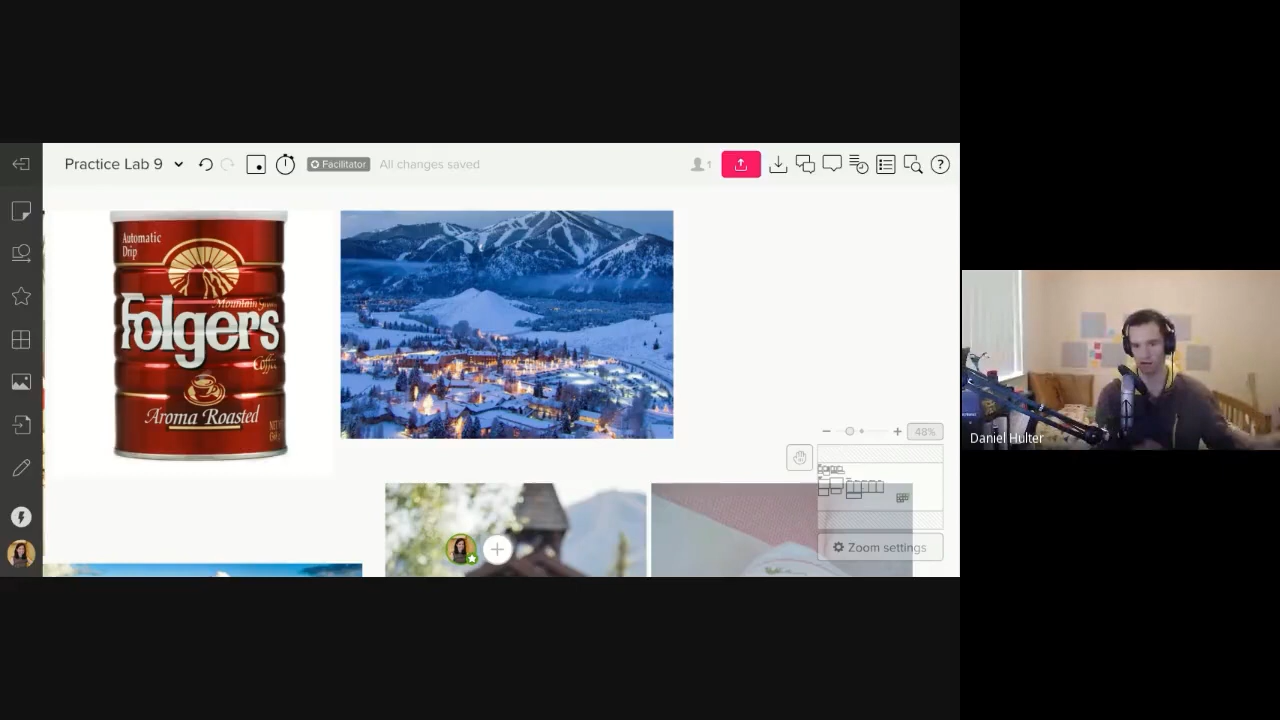 Practice Lab 9
Facilitator
All changes saved
1
?
Automatic
Drip
Mountain
Folgers
Coffee
Aroma Roasted
48%
Zoom settings
Daniel Hulter